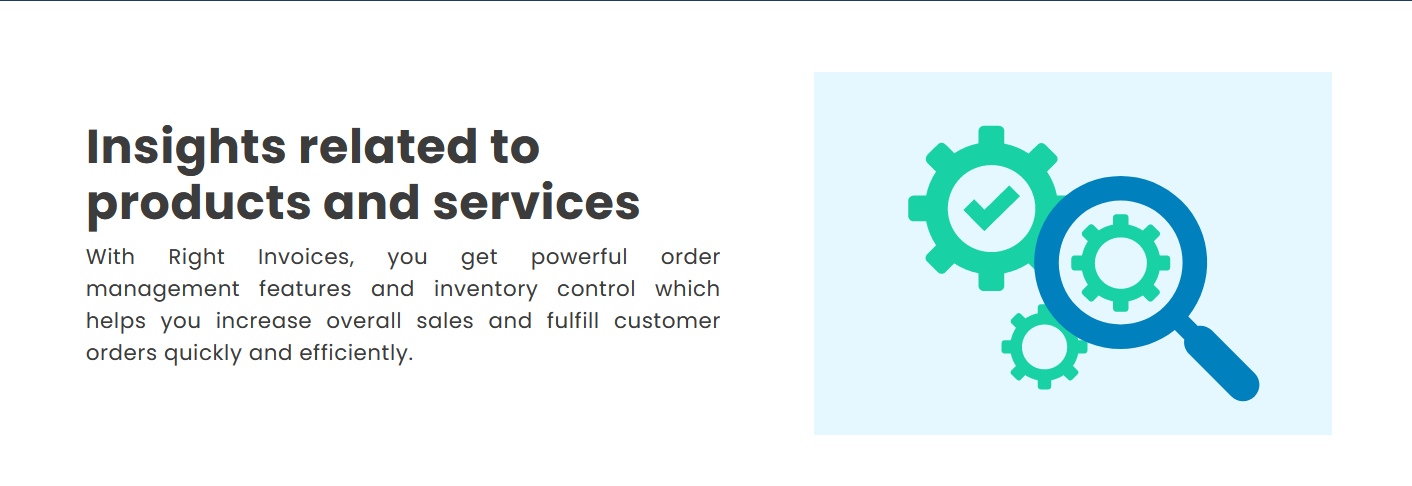 Insights related to
products and services
With Right Invoices, you get powerful order
management features and inventory control which
helps you increase overall sales and fulfill customer
orders quickly and efficiently.